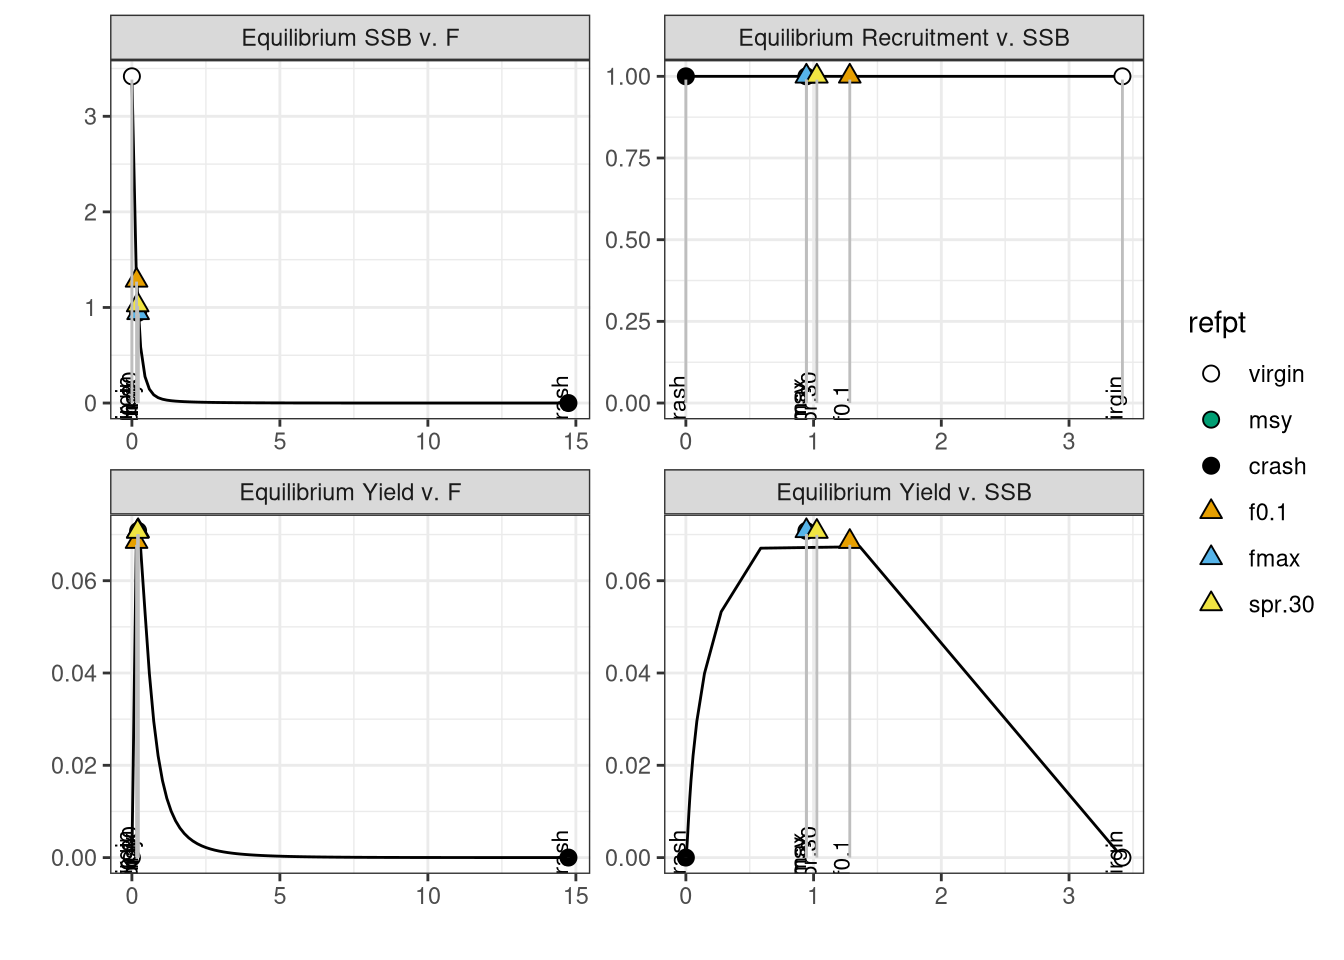 Equilibrium SSB v. F
3
2
1
0
rash
0
5
10
15
Equilibrium Recruitment v. SSB
1.00
0.75
0.50
0.25
0.00
rash
f0.1
irgin
0
1
2
3
Equilibrium Yield v. F
0.06
0.04
0.02
0.00
rash
0
5
10
15
Equilibrium Yield v. SSB
0.06
0.04
0.02
0.00
rash
f0.1
irgin
0
1
2
3
refpt
virgin
msy
crash
f0.1
fmax
spr.30